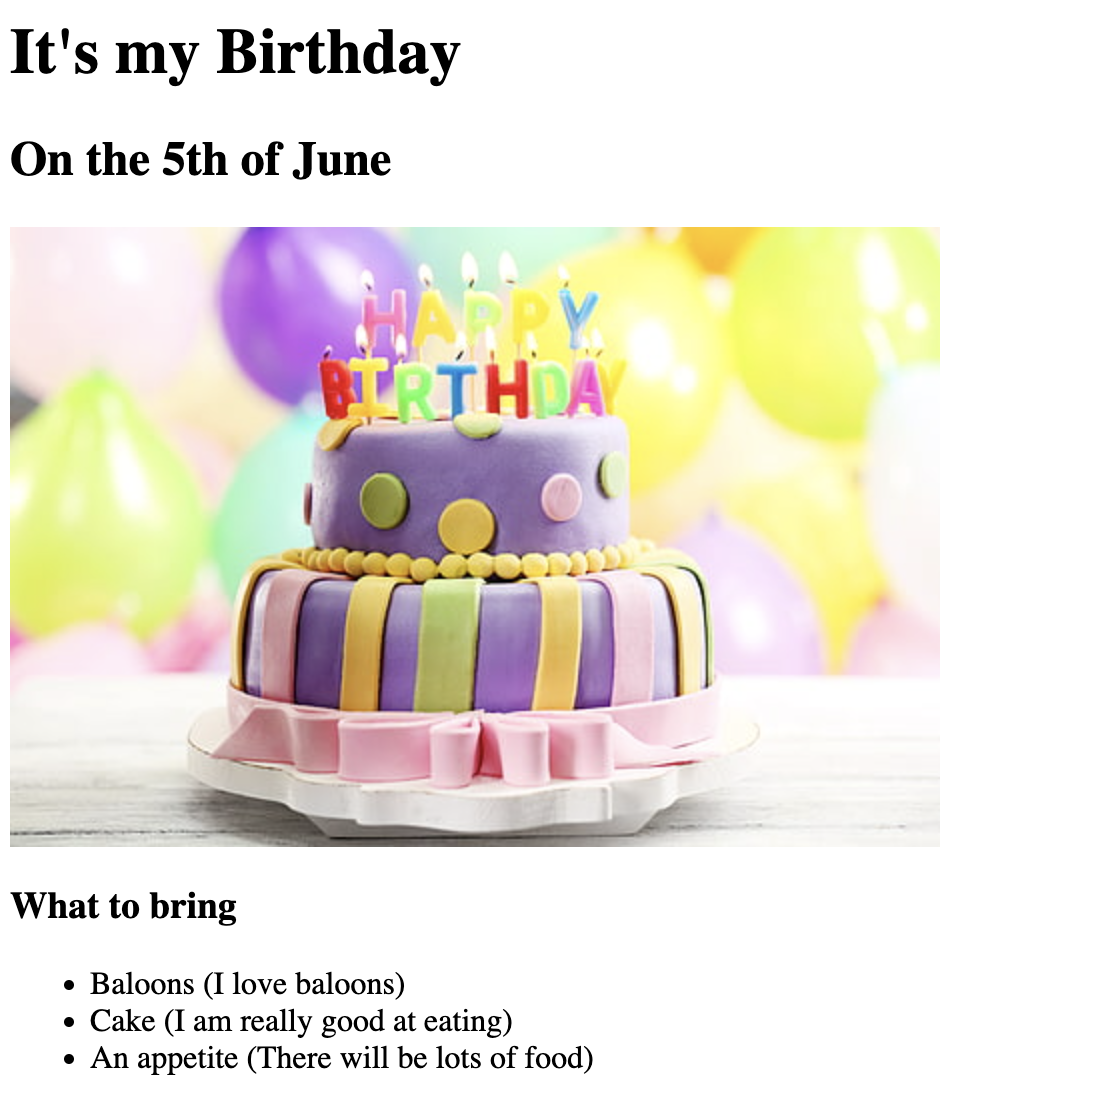 It's my Birthday
On the 5th of June
HAPPY
BIRTHDAY
What to bring
Baloons (I love baloons)
Cake (I am really good at eating)
An appetite (There will be lots of food)